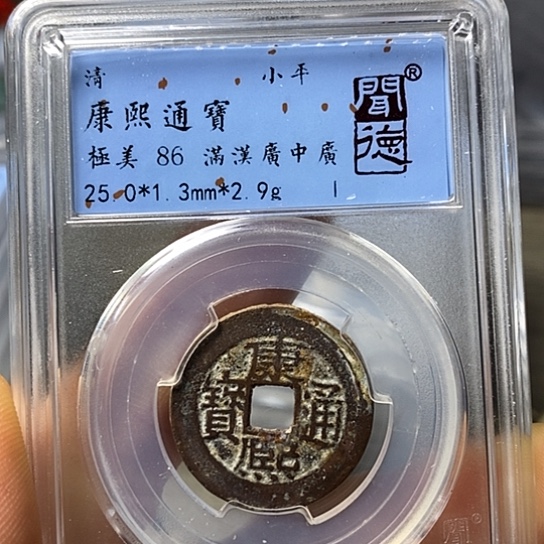 清 小平
康熙通寶
極美 86 滿漢廣中廣
25.0*1.3mm*2.9g 1
聞德®
康熙通寶
聞